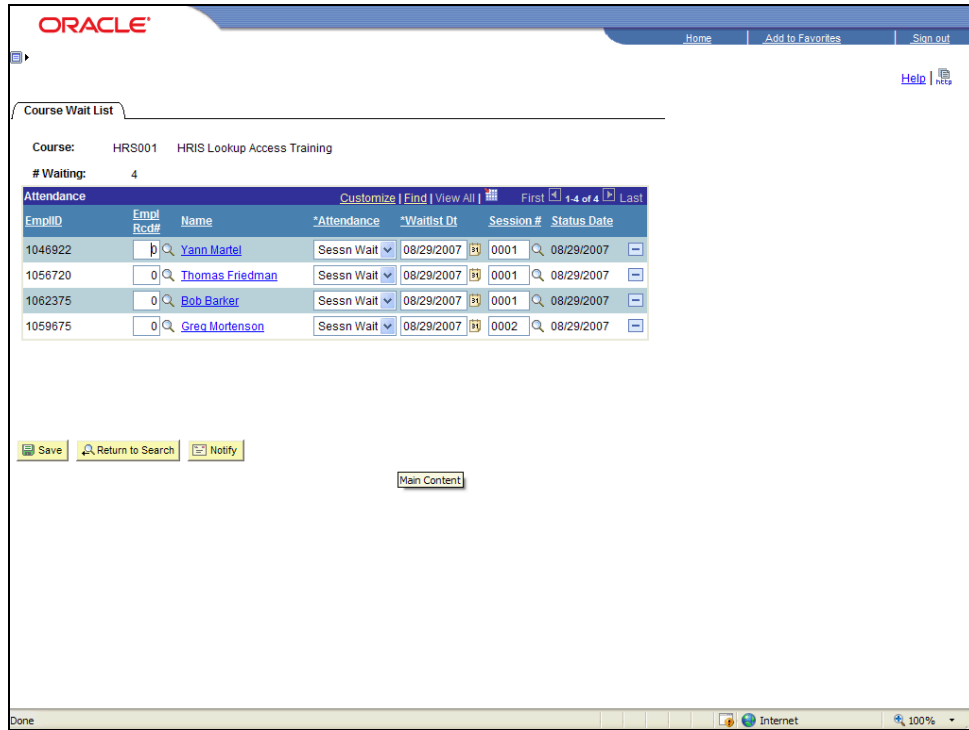 ORACLE
Home Add to Favorites Sign out
Help | http
Course Wait List
Course: HRS001 HRIS Lookup Access Training
# Waiting: 4
Attendance Customize | Find | View All | First 1-4 of 4 Last
EmplID Empl Rcd# Name *Attendance *Waitlst Dt Session # Status Date
1046922 0 Yann Martel Sessn Wait 08/29/2007 31 0001 08/29/2007
1056720 0 Thomas Friedman Sessn Wait 08/29/2007 31 0001 08/29/2007
1062375 0 Bob Barker Sessn Wait 08/29/2007 31 0001 08/29/2007
1059675 0 Greg Mortenson Sessn Wait 08/29/2007 31 0002 08/29/2007
Save Return to Search Notify
Main Content
Done Internet 100%